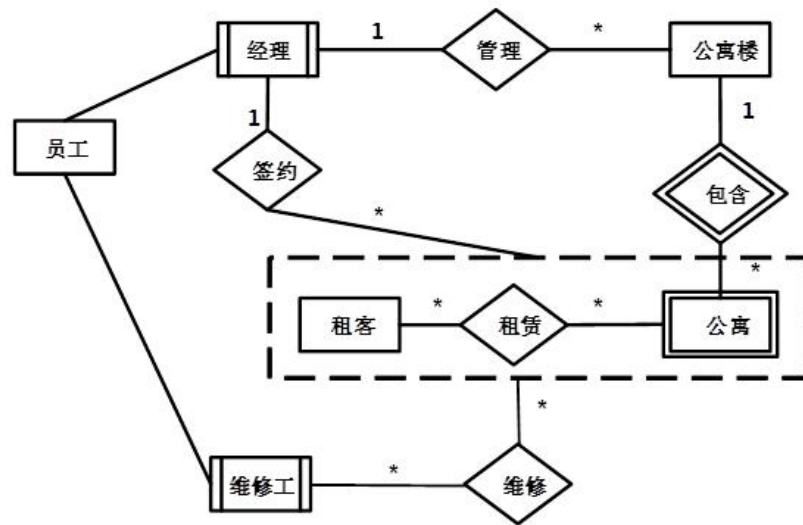 经理 1 管理 * 公寓楼
1 1
员工
签约
包含
*
*
租客 * 租赁 * 公寓
*
维修工 * 维修